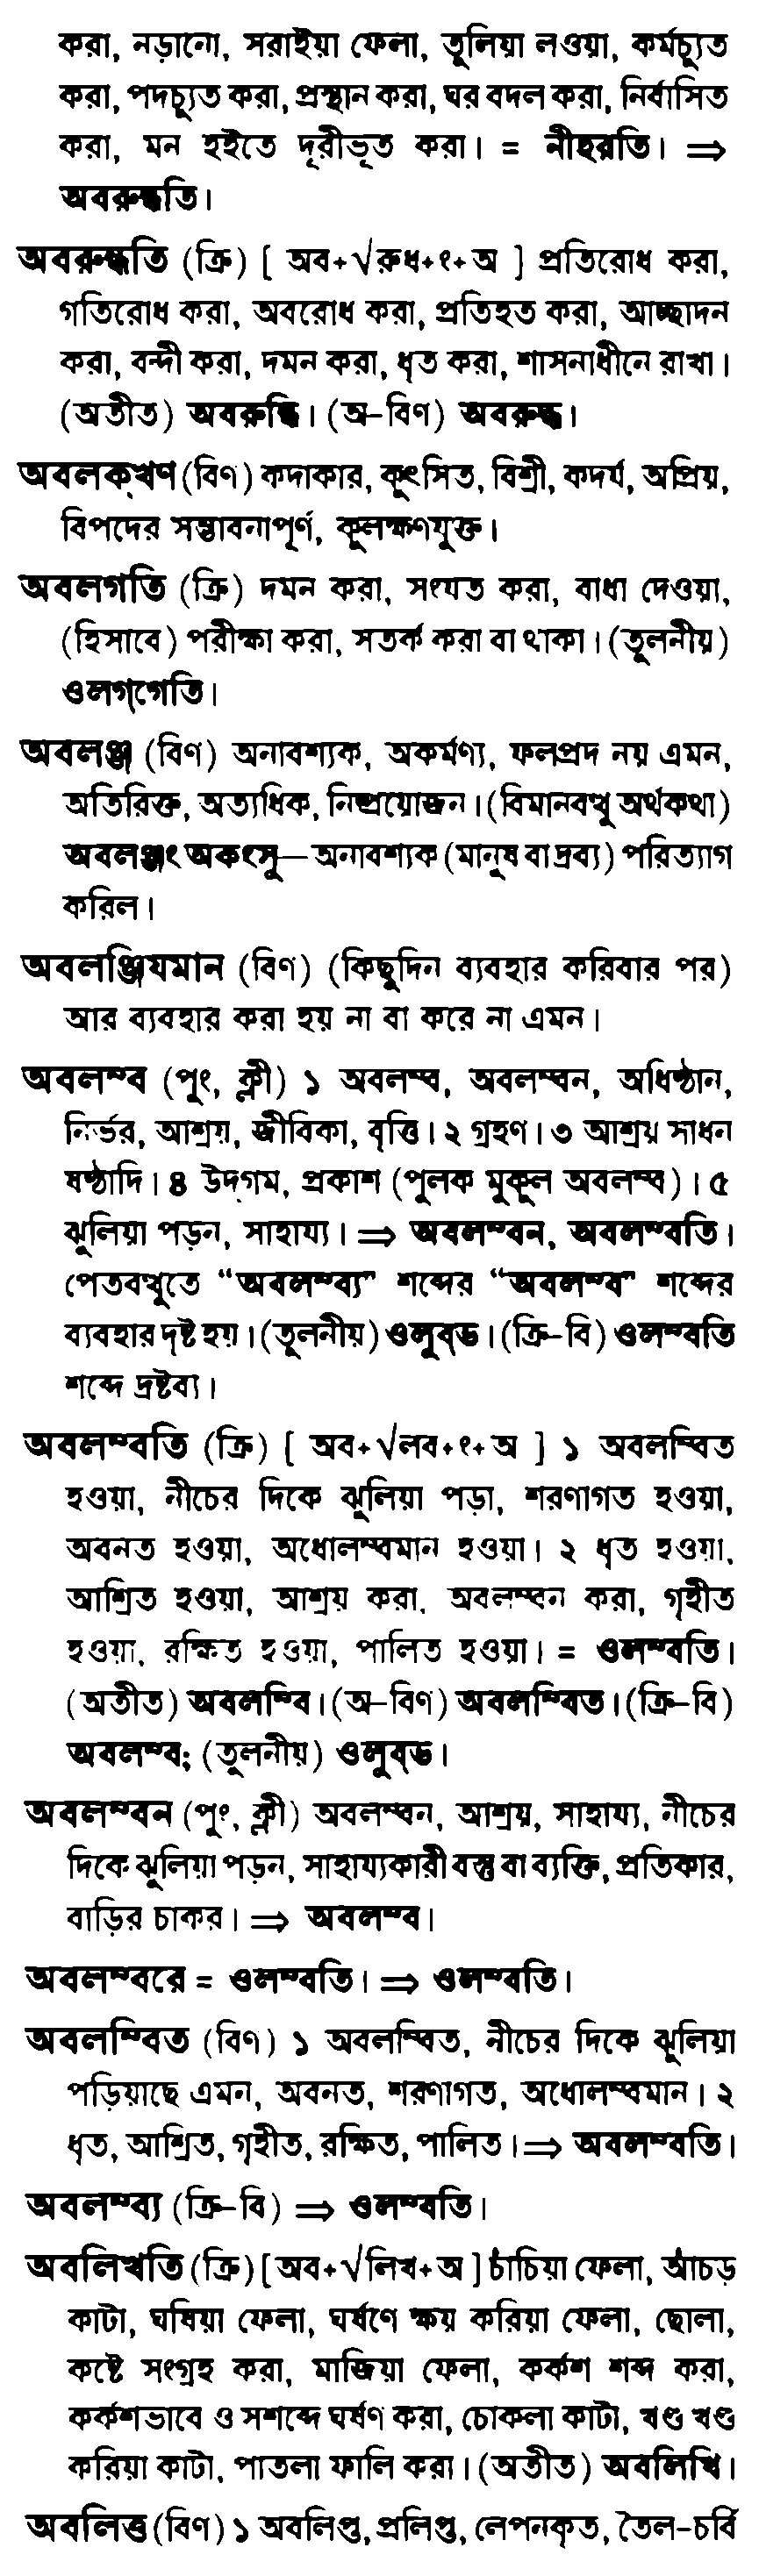 করা, নড়ানো, সরাইয়া ফেলা, তুলিয়া লওয়া, কর্মচ্যুত
করা, পদচ্যুত করা, প্রস্থান করা, ঘর বদল করা, নির্বাসিত
করা, মন হইতে দূরীভূত করা। = নীহরতি। ⇒
অবরুন্ধতি।
অবরুন্ধতি (ক্রি) [ অব+√রুধ+ং+অ ] প্রতিরোধ করা,
গতিরোধ করা, অবরোধ করা, প্রতিহত করা, আচ্ছাদন
করা, বন্দী করা, দমন করা, ধৃত করা, শাসনাধীনে রাখা।
(অতীত) অবরুন্ধি। (অ-বিণ) অবরুদ্ধ।
অবলক্খণ (বিণ) কদাকার, কুৎসিত, বিশ্রী, কদর্য, অপ্রিয়,
বিপদের সম্ভাবনাপূর্ণ, কুলক্ষণযুক্ত।
অবলগতি (ক্রি) দমন করা, সংযত করা, বাধা দেওয়া,
(হিসাবে) পরীক্ষা করা, সতর্ক করা বা থাকা। (তুলনীয়)
ওলগ্গেতি।
অবলঞ্জ (বিণ) অনাবশ্যক, অকর্মণ্য, ফলপ্রদ নয় এমন,
অতিরিক্ত, অত্যধিক, নিষ্প্রয়োজন। (বিমানবত্থু অর্থকথা)
অবলঞ্জং অকংসু—অনাবশ্যক (মানুষ বা দ্রব্য) পরিত্যাগ
করিল।
অবলঞ্জিযমান (বিণ) (কিছুদিন ব্যবহার করিবার পর)
আর ব্যবহার করা হয় না বা করে না এমন।
অবলম্ব (পুং, ক্লী) ১ অবলম্ব, অবলম্বন, অধিষ্ঠান,
নির্ভর, আশ্রয়, জীবিকা, বৃত্তি। ২ গ্রহণ। ৩ আশ্রয় সাধন
ষষ্ঠাদি। ৪ উদ্গম, প্রকাশ (পুলক মুকুল অবলম্ব)। ৫
ঝুলিয়া পড়ন, সাহায্য। ⇒ অবলম্বন, অবলম্বতি।
পেতবত্থুতে “অবলম্ব্য” শব্দের “অবলম্ব” শব্দের
ব্যবহার দৃষ্ট হয়। (তুলনীয়) ওলুব্ভ। (ক্রি-বি) ওলম্বতি
শব্দে দ্রষ্টব্য।
অবলম্বতি (ক্রি) [ অব+√লব+ং+অ ] ১ অবলম্বিত
হওয়া, নীচের দিকে ঝুলিয়া পড়া, শরণাগত হওয়া,
অবনত হওয়া, অধোলম্বমান হওয়া। ২ ধৃত হওয়া,
আশ্রিত হওয়া, আশ্রয় করা, অবলম্বন করা, গৃহীত
হওয়া, রক্ষিত হওয়া, পালিত হওয়া। = ওলম্বতি।
(অতীত) অবলম্বি। (অ-বিণ) অবলম্বিত। (ক্রি-বি)
অবলম্ব; (তুলনীয়) ওলুব্ভ।
অবলম্বন (পুং, ক্লী) অবলম্বন, আশ্রয়, সাহায্য, নীচের
দিকে ঝুলিয়া পড়ন, সাহায্যকারী বস্তু বা ব্যক্তি, প্রতিকার,
বাড়ির চাকর। ⇒ অবলম্ব।
অবলম্বরে = ওলম্বতি। ⇒ ওলম্বতি।
অবলম্বিত (বিণ) ১ অবলম্বিত, নীচের দিকে ঝুলিয়া
পড়িয়াছে এমন, অবনত, শরণাগত, অধোলম্বমান। ২
ধৃত, আশ্রিত, গৃহীত, রক্ষিত, পালিত। ⇒ অবলম্বতি।
অবলম্ব্য (ক্রি-বি) ⇒ ওলম্বতি।
অবলিখতি (ক্রি) [ অব+√লিখ+অ ] চাঁচিয়া ফেলা, আঁচড়
কাটা, ঘষিয়া ফেলা, ঘর্ষণে ক্ষয় করিয়া ফেলা, ছোলা,
কষ্টে সংগ্রহ করা, মাজিয়া ফেলা, কর্কশ শব্দ করা,
কর্কশভাবে ও সশব্দে ঘর্ষণ করা, চোকলা কাটা, খণ্ড খণ্ড
করিয়া কাটা, পাতলা ফালি করা। (অতীত) অবলিখি।
অবলিত্ত (বিণ) ১ অবলিপ্ত, প্রলিপ্ত, লেপনকৃত, তৈল-চর্বি